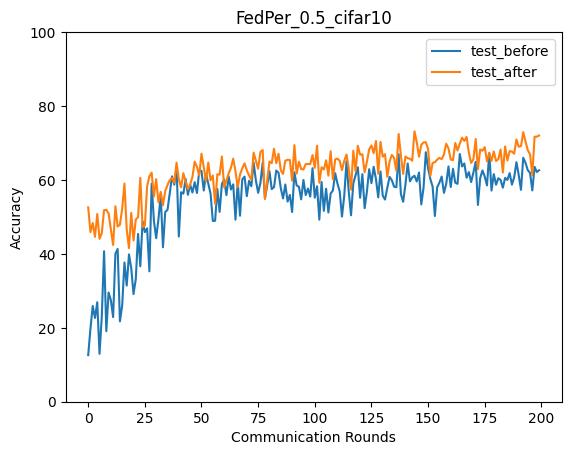 FedPer_0.5_cifar10
100
80
60
40
20
0
Accuracy
test_before
test_after
0 25 50 75 100 125 150 175 200
Communication Rounds